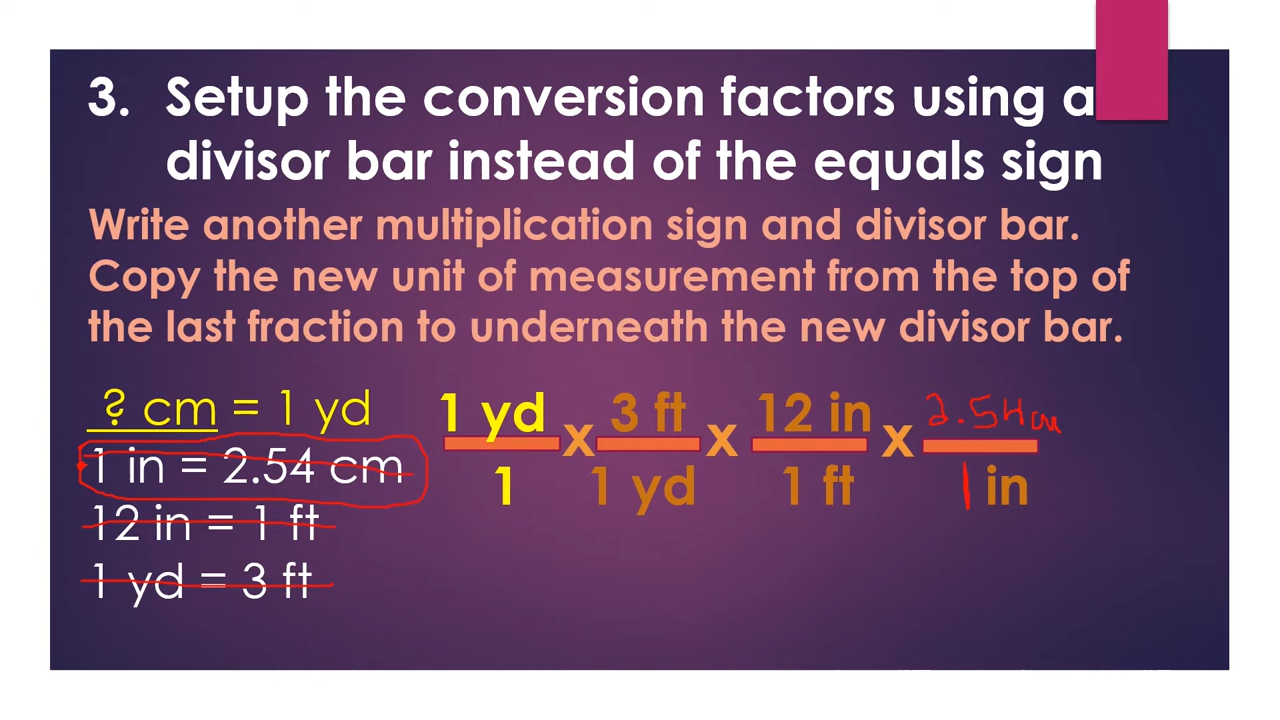 3. Setup the conversion factors using a
divisor bar instead of the equals sign
Write another multiplication sign and divisor bar.
Copy the new unit of measurement from the top of
the last fraction to underneath the new divisor bar.
? cm = 1 yd
1 in = 2.54 cm
12 in = 1 ft
1 yd = 3 ft
1 yd x 3 ft x 12 in x 2.54 cm
1 1 yd 1 ft 1 in